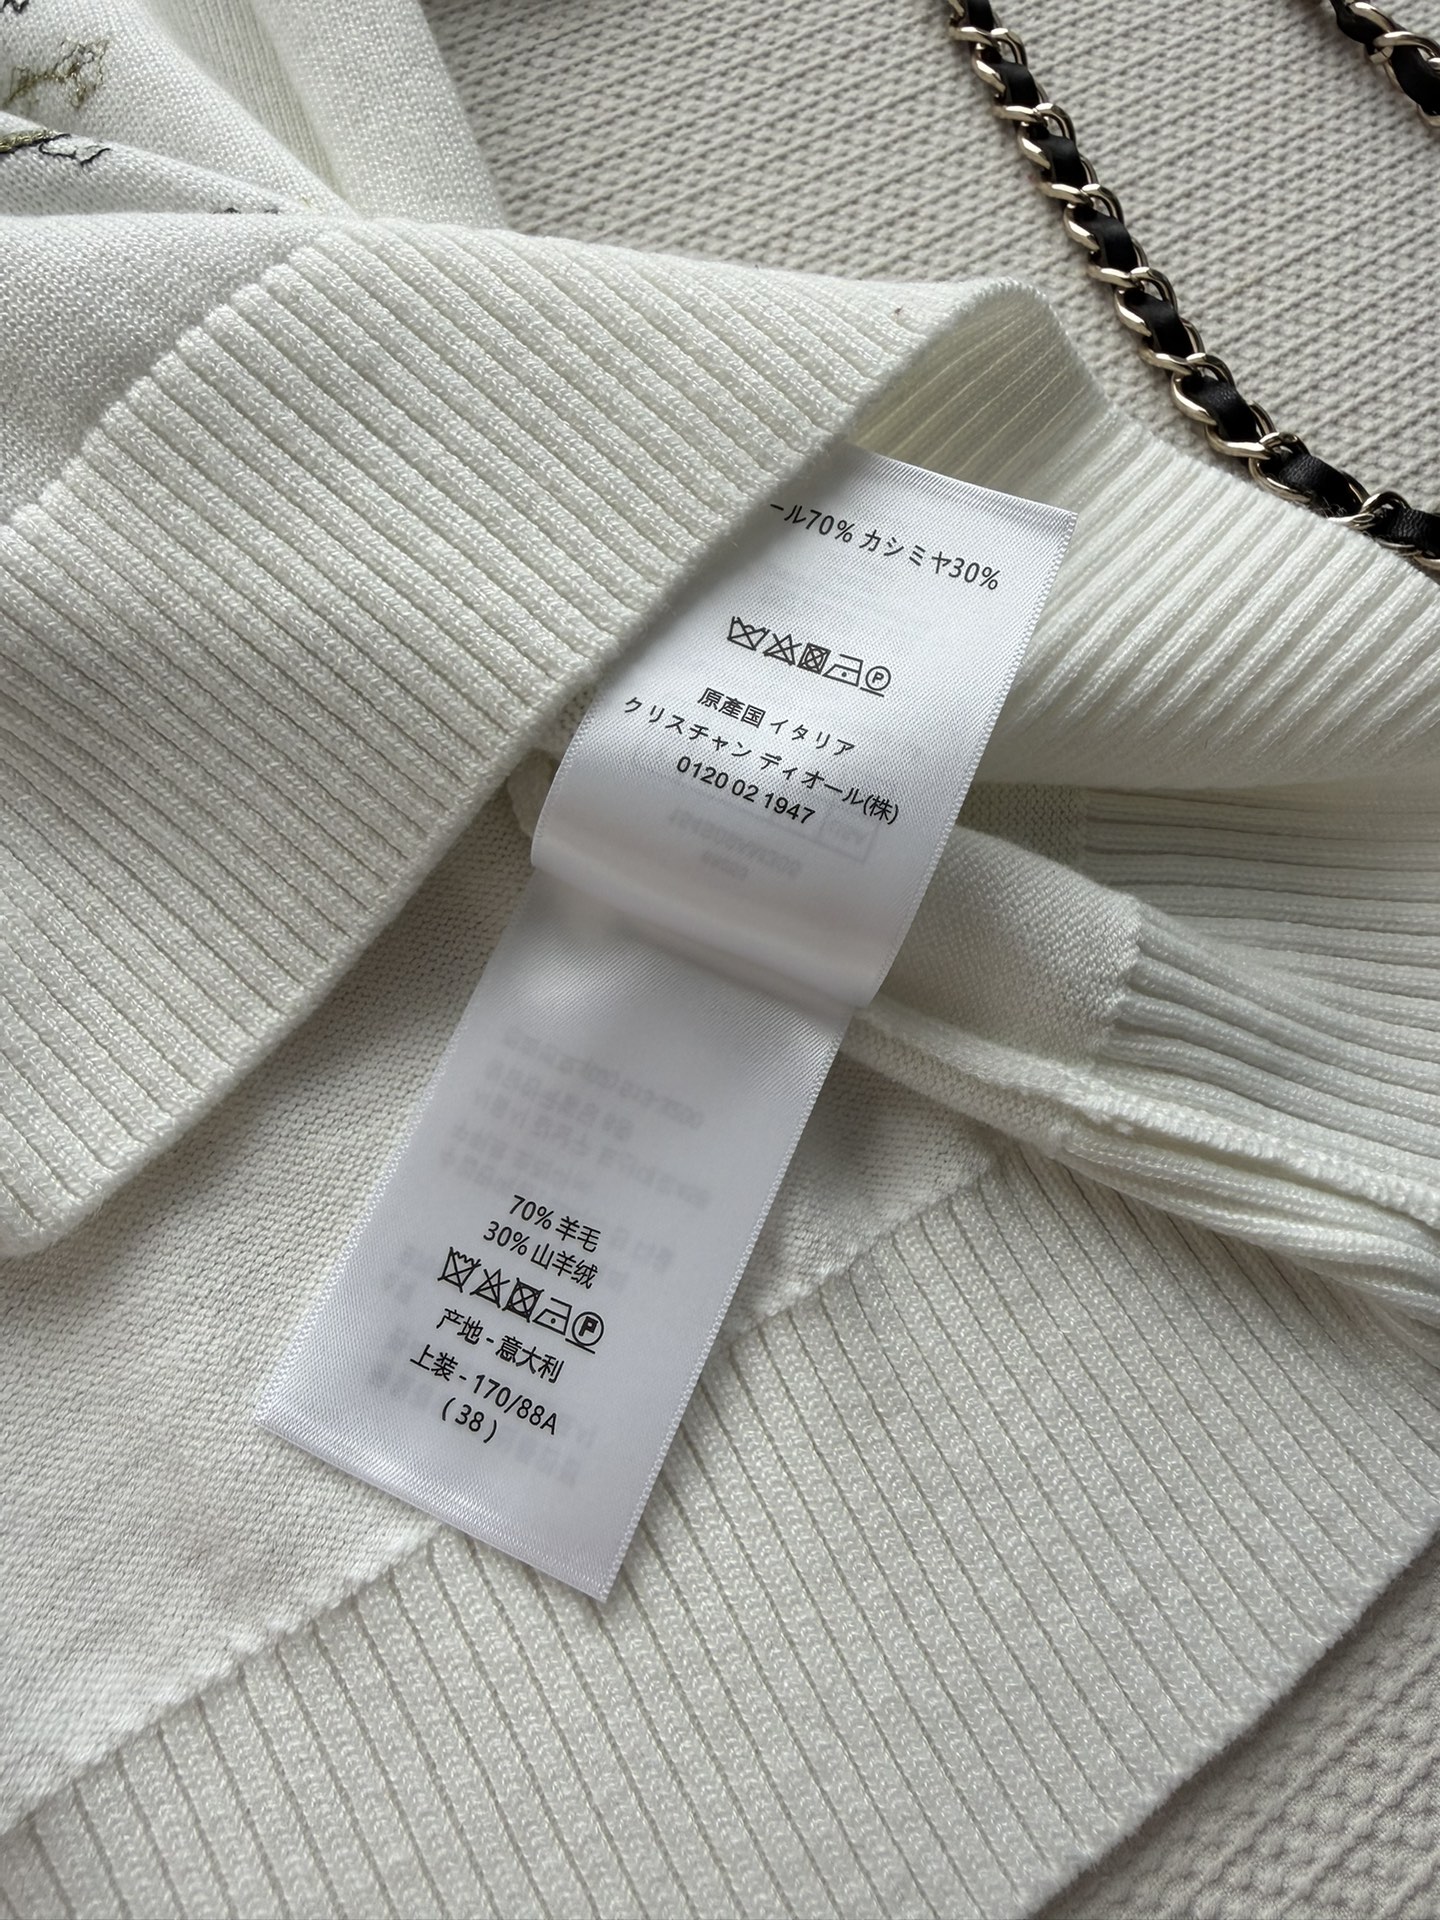 ール70% カシミヤ30%
原產国 イタリア
クリスチャン ディオール(株)
0120 02 1947
70% 羊毛
30% 山羊绒
产地 - 意大利
上装 - 170/88A
( 38 )